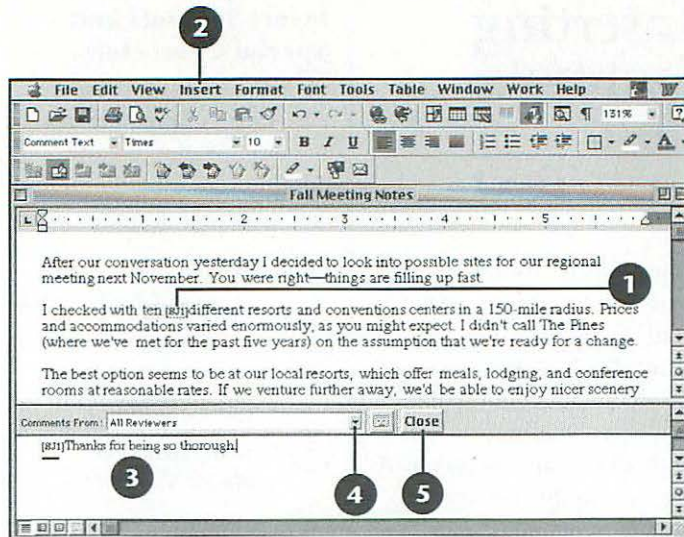 2
File Edit View Insert Format Font Tools Table Window Work Help
131%
Comment Text Times 10 B I U A
Fall Meeting Notes
L 1 2 3 4 5
After our conversation yesterday I decided to look into possible sites for our regional
meeting next November. You were right—things are filling up fast.
1
I checked with ten [BJ1]different resorts and conventions centers in a 150-mile radius. Prices
and accommodations varied enormously, as you might expect. I didn't call The Pines
(where we've met for the past five years) on the assumption that we're ready for a change.
The best option seems to be at our local resorts, which offer meals, lodging, and conference
rooms at reasonable rates. If we venture further away, we'd be able to enjoy nicer scenery
Comments From: All Reviewers Close
[BJ1]Thanks for being so thorough.
3 4 5